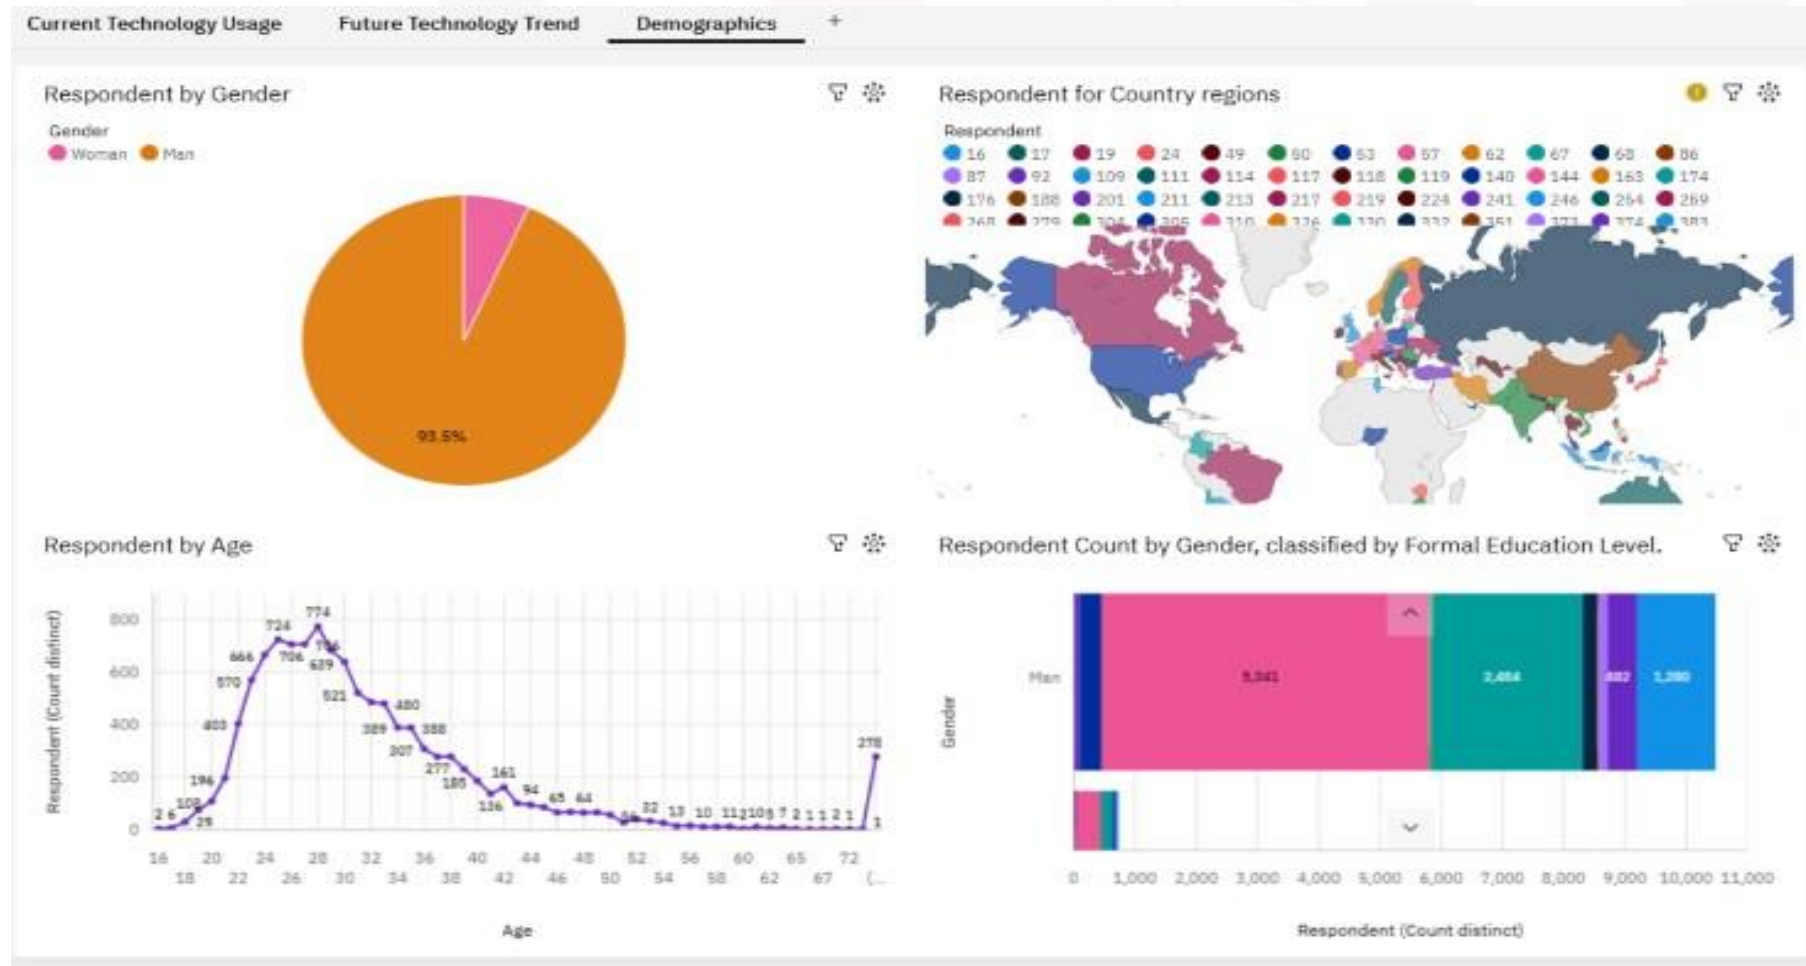 Current Technology Usage Future Technology Trend Demographics +
Respondent by Gender
Gender
Woman Man
93.5%
Respondent for Country regions
Respondent
16 17 19 24 49 50 53 57 62 67 68 86
87 92 109 111 114 117 118 119 140 144 163 174
176 188 201 211 213 217 219 224 241 246 264 269
Respondent by Age
Respondent (Count distinct)
800
600
400
200
0
2 6 29 108 196 403 570 666 724 706 774 706 639 521 389 480 307 388 277 185 136 161 94 65 64 32 13 10 278 1
16 20 24 28 32 36 40 44 48 52 56 60 65 72
18 22 26 30 34 38 42 46 50 54 58 62 67 (...
Age
Respondent Count by Gender, classified by Formal Education Level.
Gender
Man
2,484 1,280
0 1,000 2,000 3,000 4,000 5,000 6,000 7,000 8,000 9,000 10,000 11,000
Respondent (Count distinct)